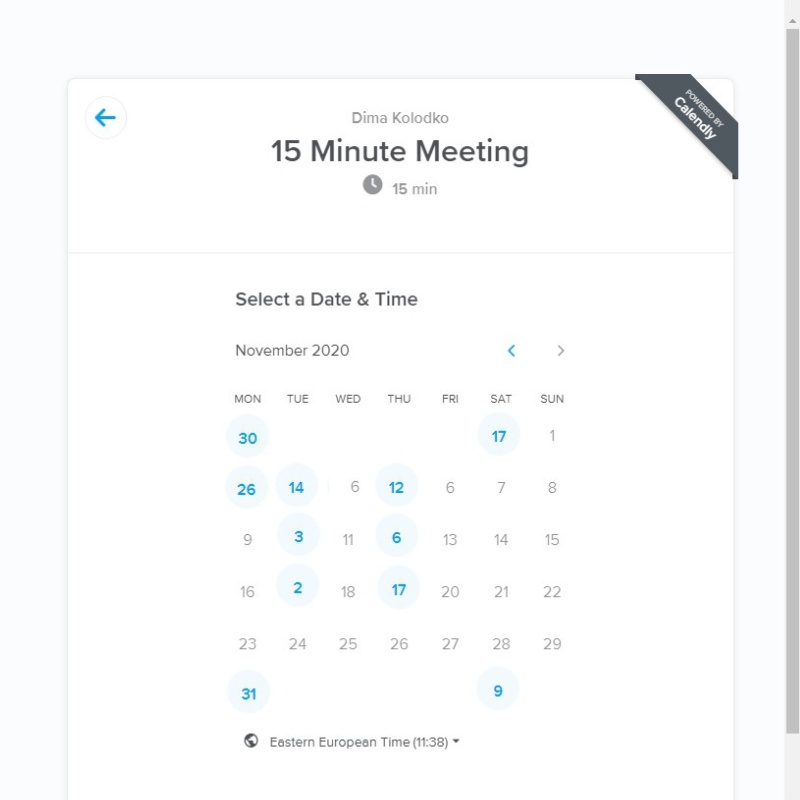 Dima Kolodko
15 Minute Meeting
15 min
POWERED BY
Calendly
Select a Date & Time
November 2020
MON TUE WED THU FRI SAT SUN
30 17 1
26 14 6 12 6 7 8
9 3 11 6 13 14 15
16 2 18 17 20 21 22
23 24 25 26 27 28 29
31 9
Eastern European Time (11:38)